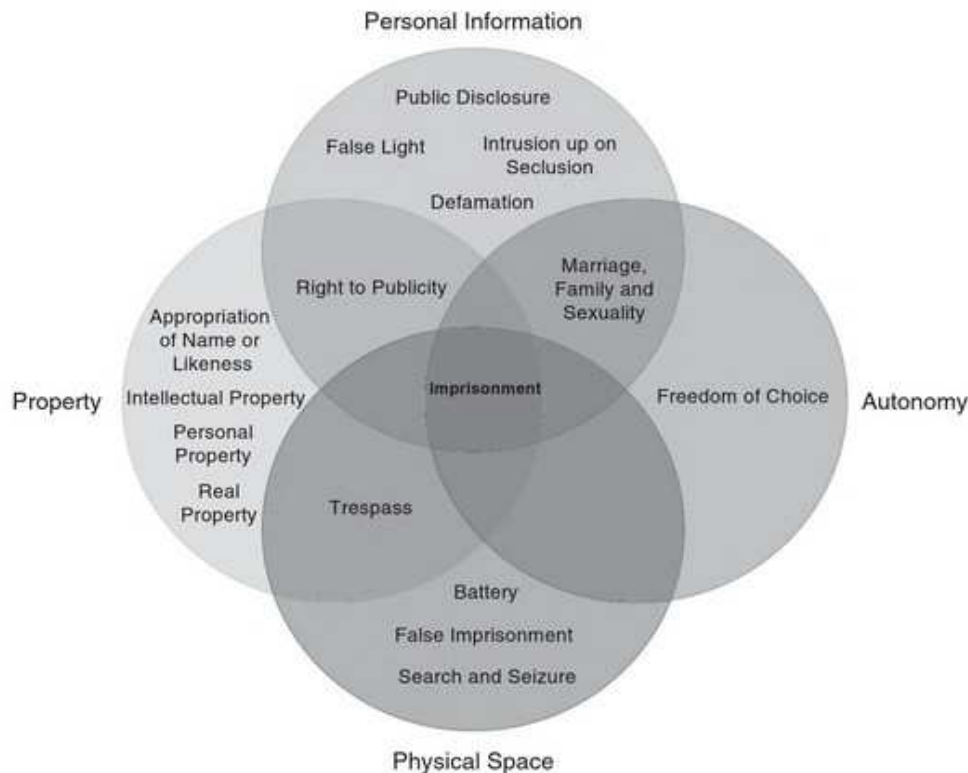 Personal Information
Public Disclosure
False Light
Intrusion up on
Seclusion
Defamation
Right to Publicity
Marriage,
Family and
Sexuality
Appropriation
of Name or
Likeness
Imprisonment
Property
Intellectual Property
Freedom of Choice
Autonomy
Personal
Property
Real
Property
Trespass
Battery
False Imprisonment
Search and Seizure
Physical Space